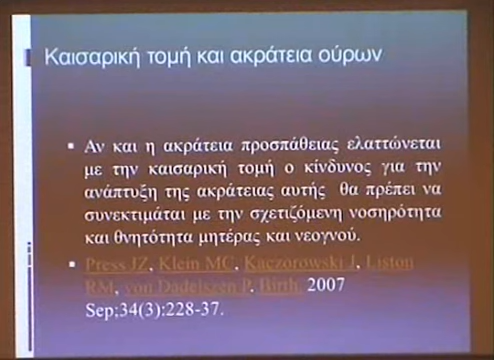 Καισαρική τομή και ακράτεια ούρων
▪ Αν και η ακράτεια προσπάθειας ελαττώνεται
με την καισαρική τομή ο κίνδυνος για την
ανάπτυξη της ακράτειας αυτής θα πρέπει να
συνεκτιμάται με την σχετιζόμενη νοσηρότητα
και θνητότητα μητέρας και νεογνού.
▪ Press JZ, Klein MC, Kaczorowski J, Liston
RM, von Dadelszen P. Birth. 2007
Sep;34(3):228-37.